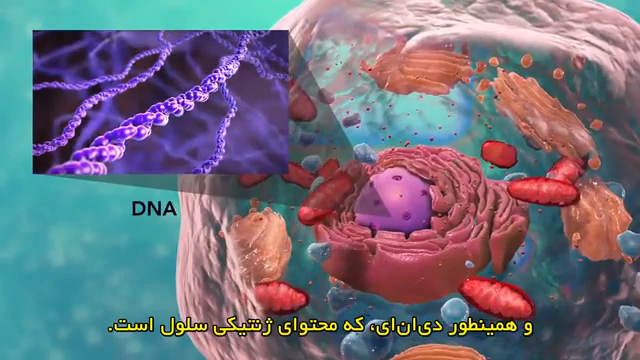 DNA
و همینطور دی‌ان‌ای، که محتوای ژنتیکی سلول است.